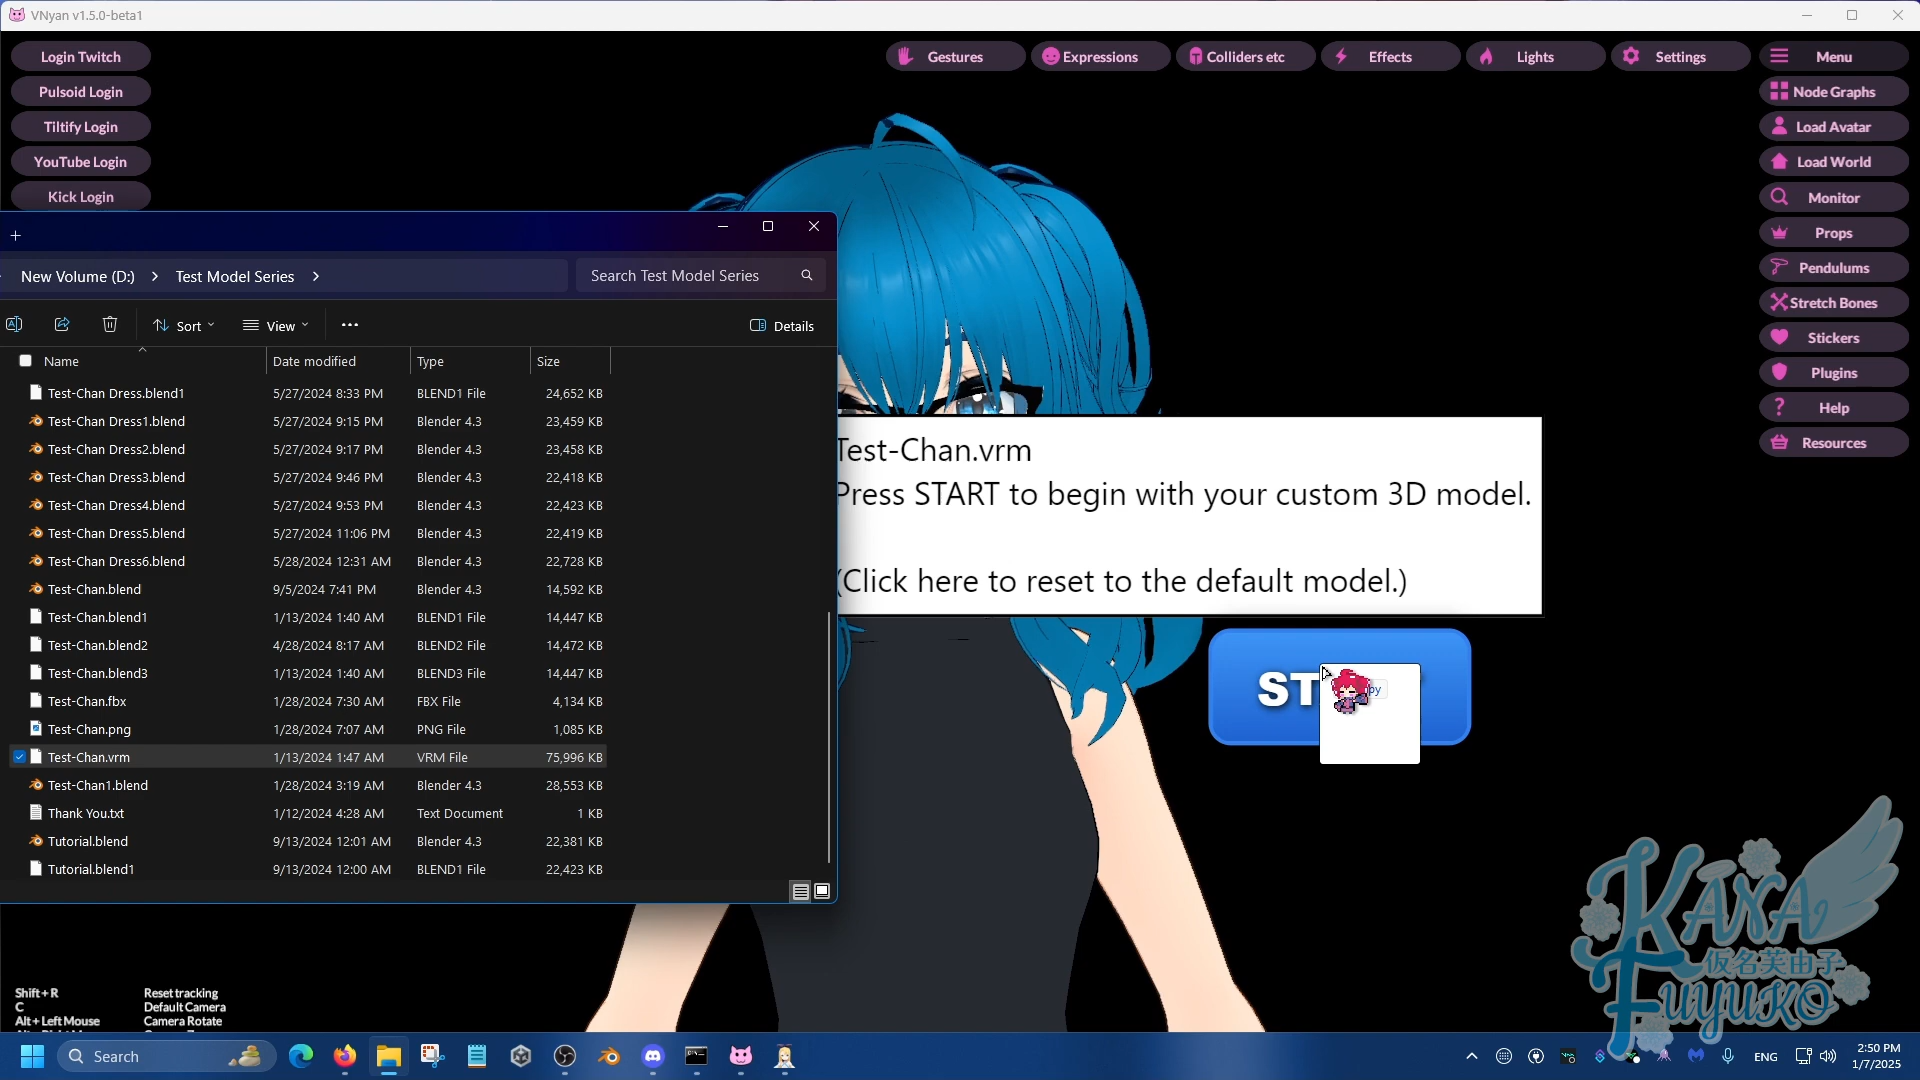 VNyan v1.5.0-beta1
Login Twitch
Pulsoid Login
Tiltify Login
YouTube Login
Kick Login
Gestures
Expressions
Colliders etc
Effects
Lights
Settings
Menu
Node Graphs
Load Avatar
Load World
Monitor
Props
Pendulums
Stretch Bones
Stickers
Plugins
Help
Resources
New Volume (D:)
Test Model Series
Search Test Model Series
Sort
View
Details
Name Date modified Type Size
Test-Chan Dress.blend1 5/27/2024 8:33 PM BLEND1 File 24,652 KB
Test-Chan Dress1.blend 5/27/2024 9:15 PM Blender 4.3 23,459 KB
Test-Chan Dress2.blend 5/27/2024 9:17 PM Blender 4.3 23,458 KB
Test-Chan Dress3.blend 5/27/2024 9:46 PM Blender 4.3 22,418 KB
Test-Chan Dress4.blend 5/27/2024 9:53 PM Blender 4.3 22,423 KB
Test-Chan Dress5.blend 5/27/2024 11:06 PM Blender 4.3 22,419 KB
Test-Chan Dress6.blend 5/28/2024 12:31 AM Blender 4.3 22,728 KB
Test-Chan.blend 9/5/2024 7:41 PM Blender 4.3 14,592 KB
Test-Chan.blend1 1/13/2024 1:40 AM BLEND1 File 14,447 KB
Test-Chan.blend2 4/28/2024 8:17 AM BLEND2 File 14,472 KB
Test-Chan.blend3 1/13/2024 1:40 AM BLEND3 File 14,447 KB
Test-Chan.fbx 1/28/2024 7:30 AM FBX File 4,134 KB
Test-Chan.png 1/28/2024 7:07 AM PNG File 1,085 KB
Test-Chan.vrm 1/13/2024 1:47 AM VRM File 75,996 KB
Test-Chan1.blend 1/28/2024 3:19 AM Blender 4.3 28,553 KB
Thank You.txt 1/12/2024 4:28 AM Text Document 1 KB
Tutorial.blend 9/13/2024 12:01 AM Blender 4.3 22,381 KB
Tutorial.blend1 9/13/2024 12:00 AM BLEND1 File 22,423 KB
Test-Chan.vrm
Press START to begin with your custom 3D model.
(Click here to reset to the default model.)
ST
Shift + R Reset tracking
C Default Camera
Alt + Left Mouse Camera Rotate
KANA
仮名芙由子
FUYUKO
Search
ENG
2:50 PM
1/7/2025